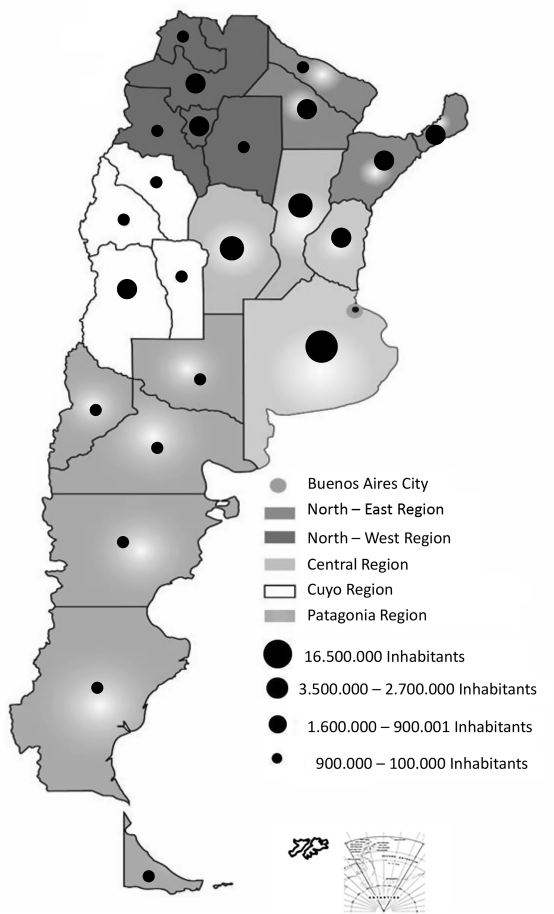 Buenos Aires City
North – East Region
North – West Region
Central Region
Cuyo Region
Patagonia Region
16.500.000 Inhabitants
3.500.000 – 2.700.000 Inhabitants
1.600.000 – 900.001 Inhabitants
900.000 – 100.000 Inhabitants